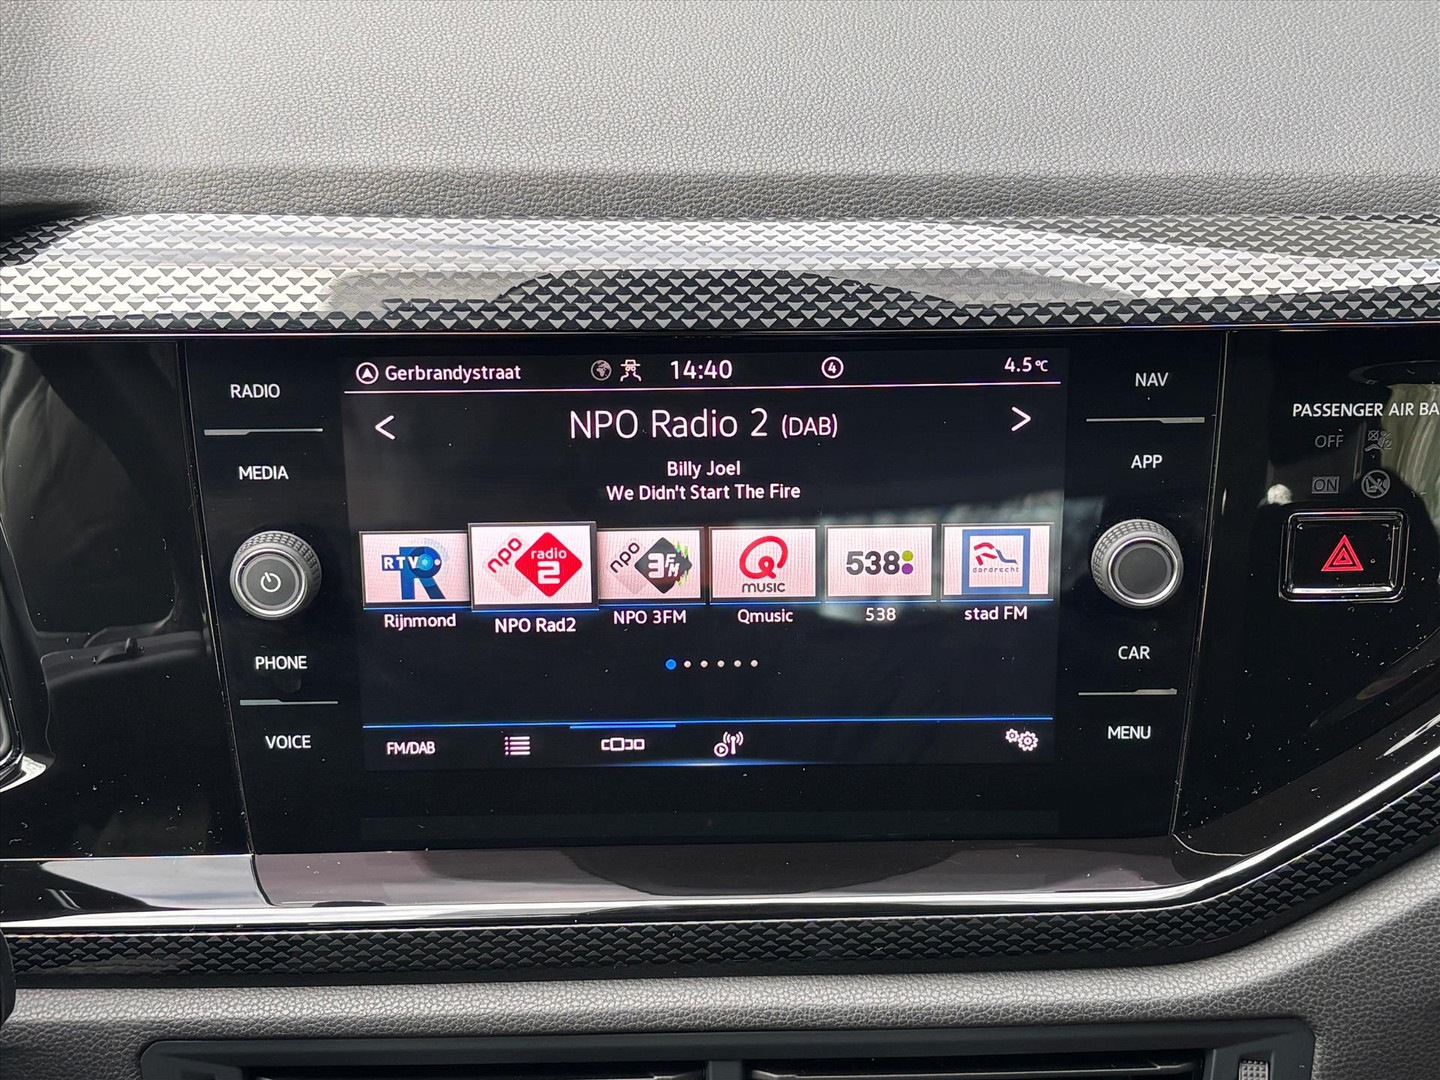 RADIO
MEDIA
PHONE
VOICE
Gerbrandystraat 14:40 4 4.5°C
< NPO Radio 2 (DAB) >
Billy Joel
We Didn't Start The Fire
RTV R
npo radio 2
npo 3FM
Q MUSIC
538
dordrecht
Rijnmond NPO Rad2 NPO 3FM Qmusic 538 stad FM
FM/DAB
NAV
APP
CAR
MENU
PASSENGER AIR BA
OFF
ON